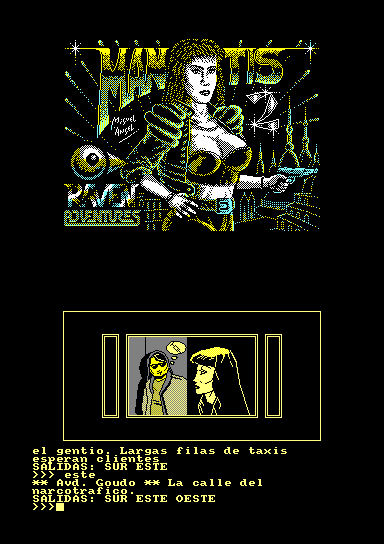 MANTIS
2
Miguel Angel
RAVEN
ADVENTURES
el gentio. Largas filas de taxis
esperan clientes
SALIDAS: SUR ESTE
>>> este
** Avd. Goudo ** La calle del
narcotrafico.
SALIDAS: SUR ESTE OESTE
>>>